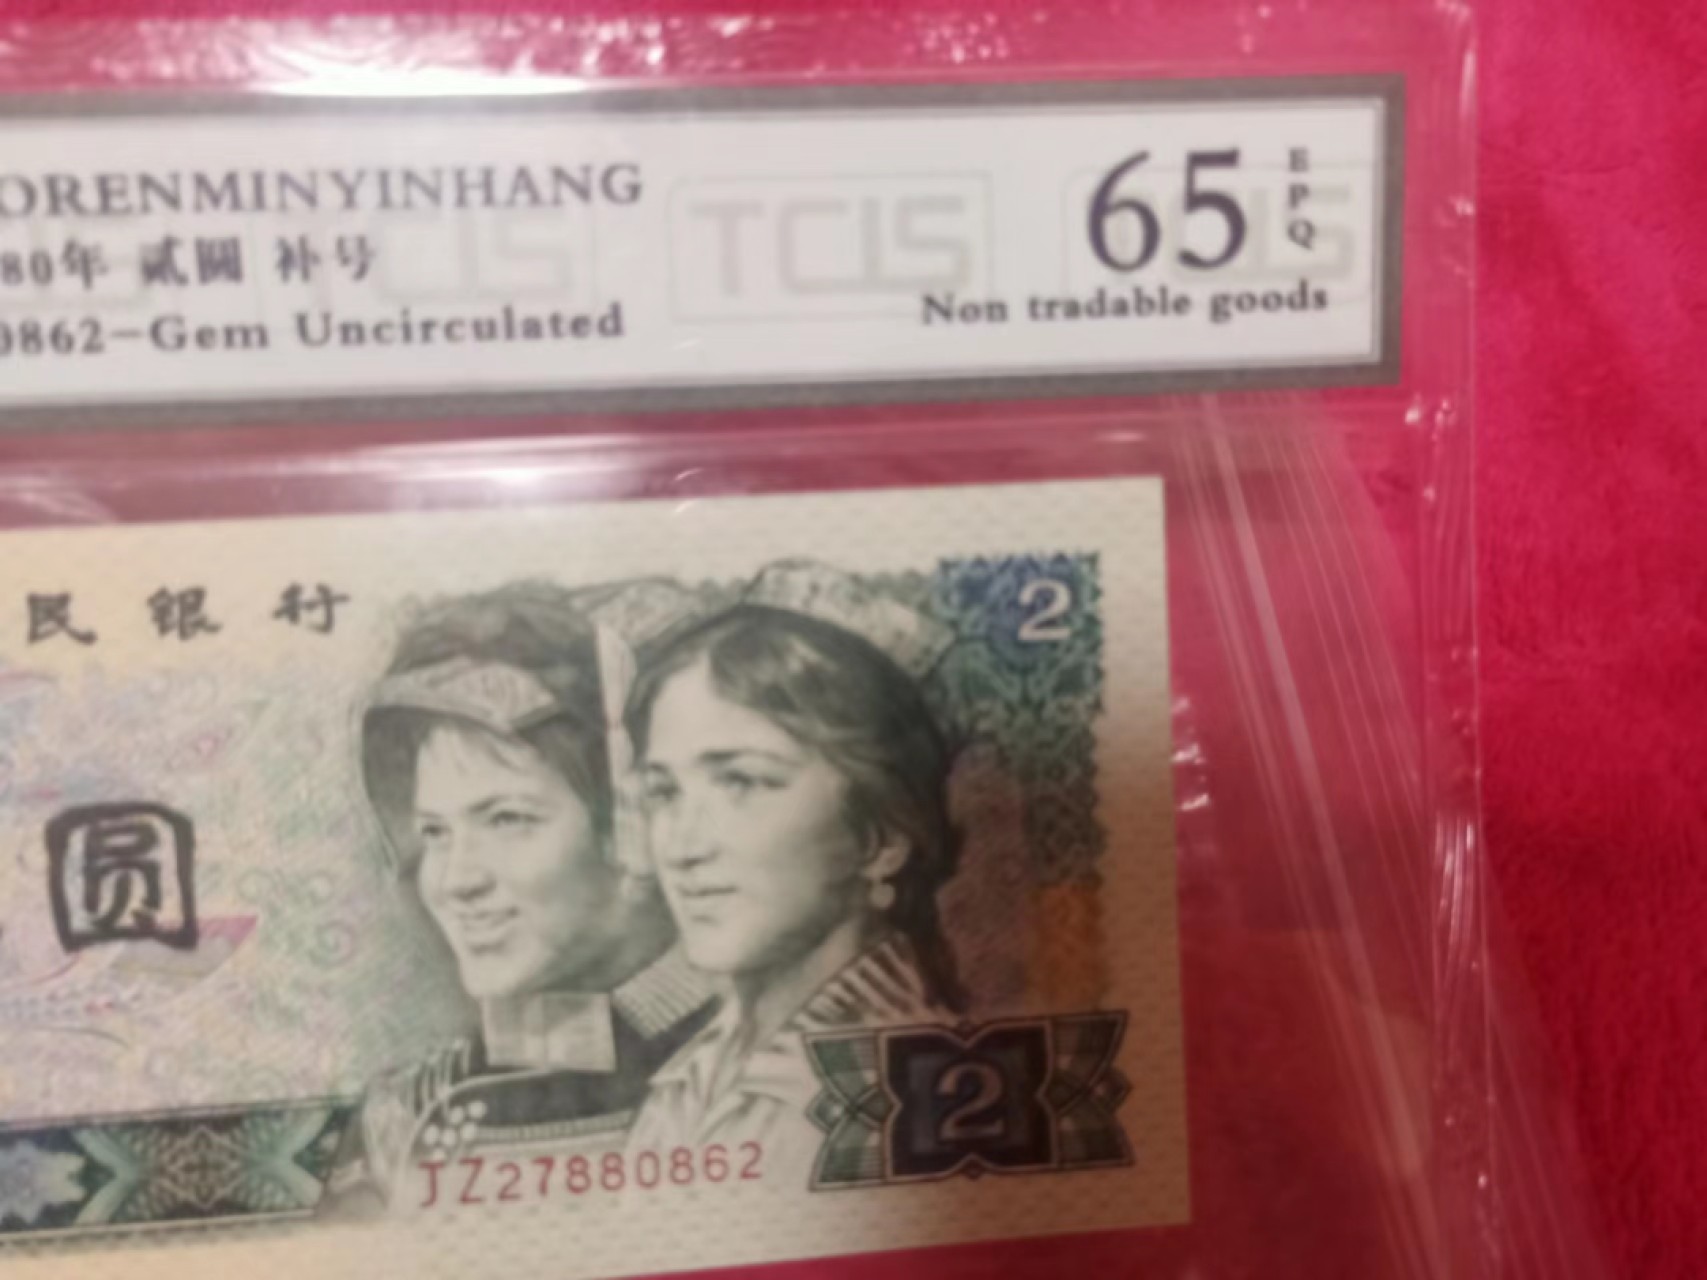 ORENMINYINHANG
80年 贰圆 补号
0862-Gem Uncirculated
TCIS
65 EPQ
Non tradable goods
民银行
2
圆
2
JZ27880862